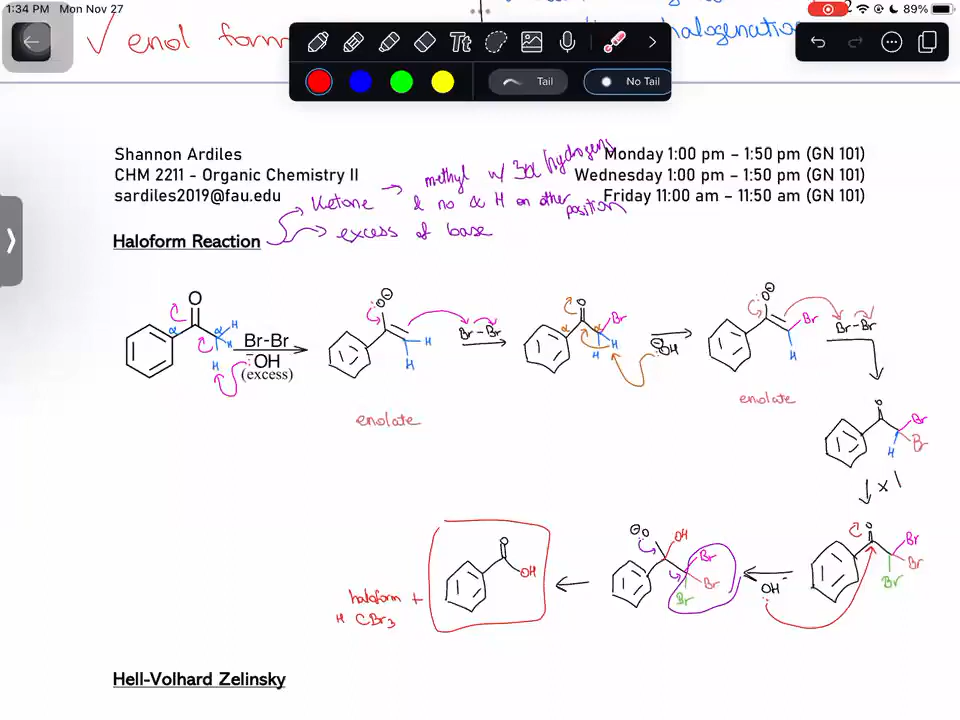 1:34 PM Mon Nov 27
89%
√ enol form
halogenatio
Tt
Tail
No Tail
Shannon Ardiles
Monday 1:00 pm – 1:50 pm (GN 101)
CHM 2211 - Organic Chemistry II
Wednesday 1:00 pm – 1:50 pm (GN 101)
sardiles2019@fau.edu
Friday 11:00 am – 11:50 am (GN 101)
Ketone → methyl w/ 3α hydrogens
& no α H on other position
excess of base
Haloform Reaction
O α α H H H
Br-Br
⁻OH
(excess)
O ⊖ H H
Br-Br
O α α Br H H
OH
O ⊖ Br H
Br-Br
enolate
enolate
O Br Br H
x1
O Br Br Br
OH⁻
⊖ O OH Br Br Br
O OH
haloform +
H CBr3
Hell-Volhard Zelinsky